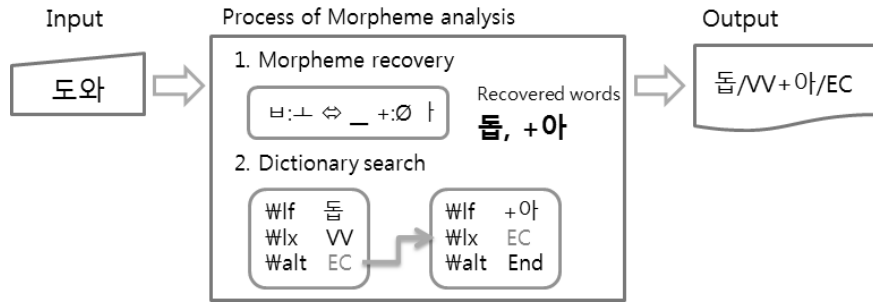 Input
Process of Morpheme analysis
Output
도와
1. Morpheme recovery
ㅂ:ㅗ ⇔ _ +:Ø ㅏ
Recovered words
돕, +아
2. Dictionary search
₩lf 돕
₩lx VV
₩alt EC
₩lf +아
₩lx EC
₩alt End
돕/VV+아/EC